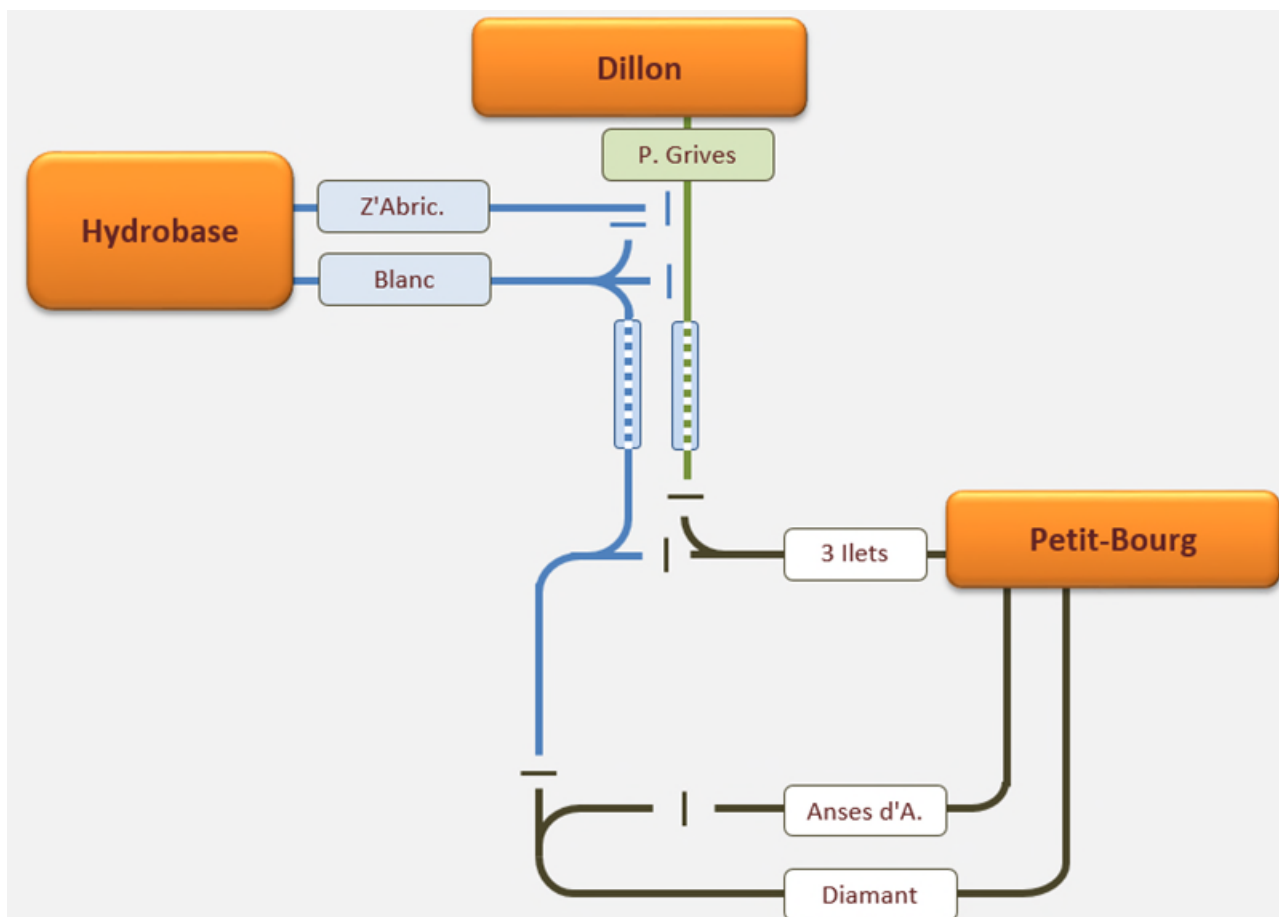 Dillon
P. Grives
Z'Abric.
Hydrobase
Blanc
Petit-Bourg
3 Ilets
Anses d'A.
Diamant